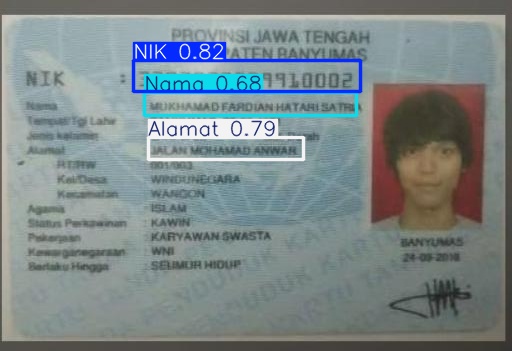 PROVINSI JAWA TENGAH
BANYUMAS
NIK 0.82
NIK :
Nama 0.68
Nama MUKHAMAD FARDIAN HATARI SATRIA
Tempat/Tgl Lahir
Alamat 0.79
Jenis kelamin
Alamat JALAN MOHAMAD ANWAR
RT/RW 001/003
Kel/Desa WINDUNEGARA
Kecamatan WANGON
Agama ISLAM
Status Perkawinan KAWIN
Pekerjaan KARYAWAN SWASTA
Kewarganegaraan WNI
Berlaku Hingga SEUMUR HIDUP
BANYUMAS
24-09-2016